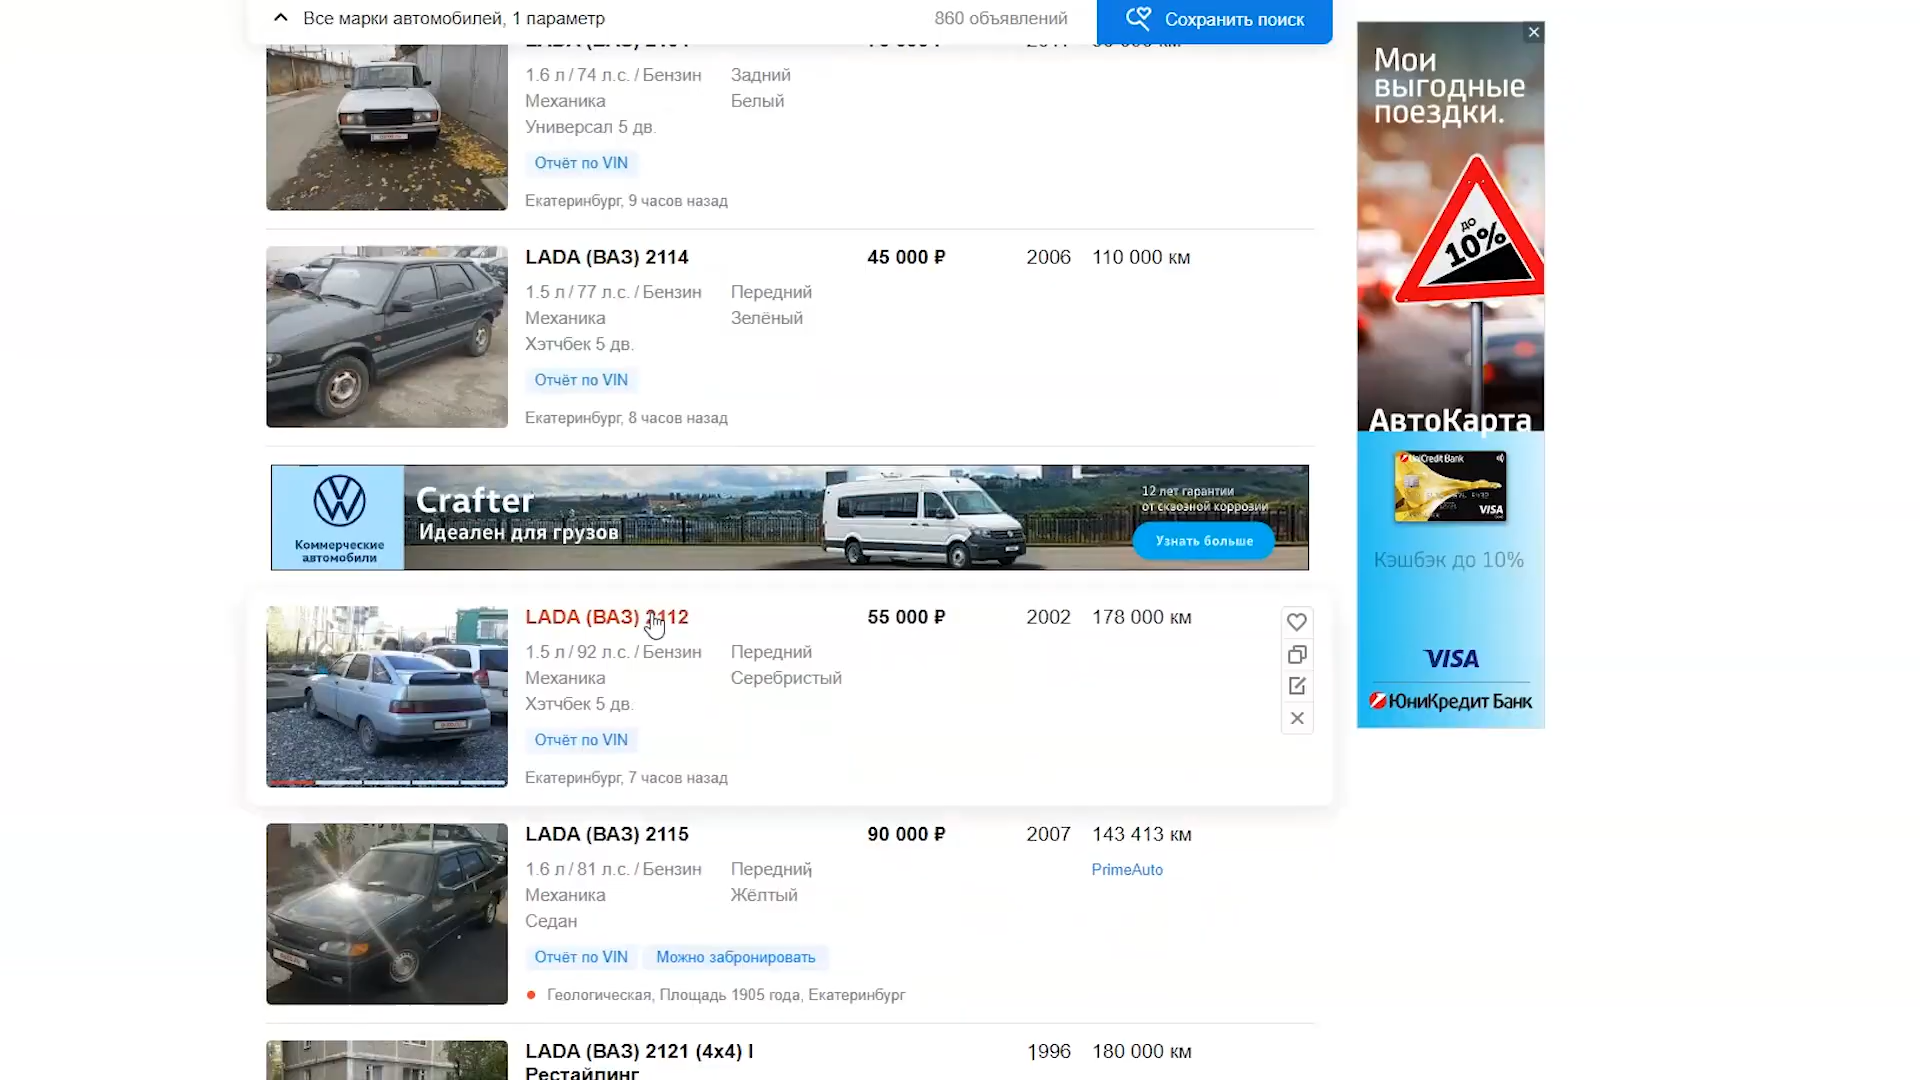 Все марки автомобилей, 1 параметр
860 объявлений
Сохранить поиск
1.6 л / 74 л.с. / Бензин
Задний
Механика
Белый
Универсал 5 дв.
Отчёт по VIN
Екатеринбург, 9 часов назад
LADA (ВАЗ) 2114
45 000 ₽
2006
110 000 км
1.5 л / 77 л.с. / Бензин
Передний
Механика
Зелёный
Хэтчбек 5 дв.
Отчёт по VIN
Екатеринбург, 8 часов назад
Коммерческие
автомобили
Crafter
Идеален для грузов
12 лет гарантии
от сквозной коррозии
Узнать больше
LADA (ВАЗ) 2112
55 000 ₽
2002
178 000 км
1.5 л / 92 л.с. / Бензин
Передний
Механика
Серебристый
Хэтчбек 5 дв.
Отчёт по VIN
Екатеринбург, 7 часов назад
LADA (ВАЗ) 2115
90 000 ₽
2007
143 413 км
1.6 л / 81 л.с. / Бензин
Передний
PrimeAuto
Механика
Жёлтый
Седан
Отчёт по VIN
Можно забронировать
Геологическая, Площадь 1905 года, Екатеринбург
LADA (ВАЗ) 2121 (4x4) I
1996
180 000 км
Рестайлинг
Мои
выгодные
поездки.
до
10%
АвтоКарта
UniCredit Bank
VISA
Кэшбэк до 10%
VISA
ЮниКредит Банк